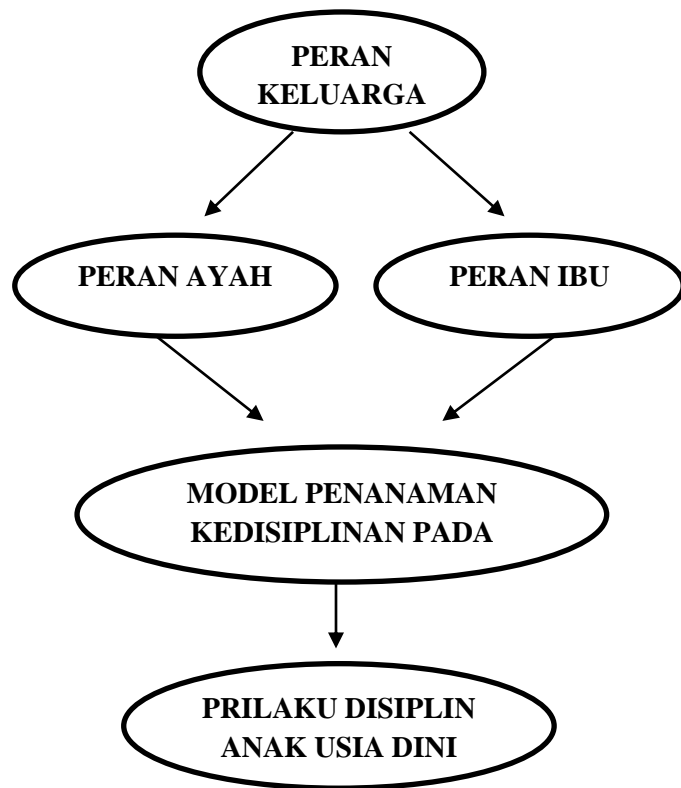 PERAN
KELUARGA
PERAN AYAH
PERAN IBU
MODEL PENANAMAN
KEDISIPLINAN PADA
PRILAKU DISIPLIN
ANAK USIA DINI